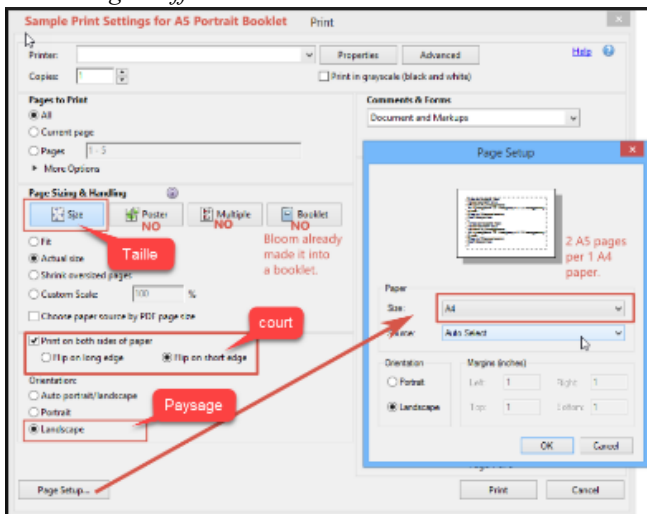 Sample Print Settings for A5 Portrait Booklet Print
Printer: Properties Advanced Help
Copies: 1 Print in grayscale (black and white)
Pages to Print
All
Current page
Pages 1 - 5
More Options
Comments & Forms
Document and Markups
Page Sizing & Handling
Size Poster Multiple Booklet
NO NO NO
Taille
Bloom already
made it into
a booklet.
Fit
Actual size
Shrink oversized pages
Custom Scale: 100 %
Choose paper source by PDF page size
court
Print on both sides of paper
Flip on long edge Flip on short edge
Orientation:
Auto portrait/landscape
Portrait
Landscape
Paysage
Page Setup...
Print Cancel
Page Setup
2 A5 pages
per 1 A4
paper.
Paper
Size: A4
Auto Select
Orientation Margins (inches)
Portrait Left: 1 Right: 1
Landscape Top: 1 Bottom: 1
OK Cancel